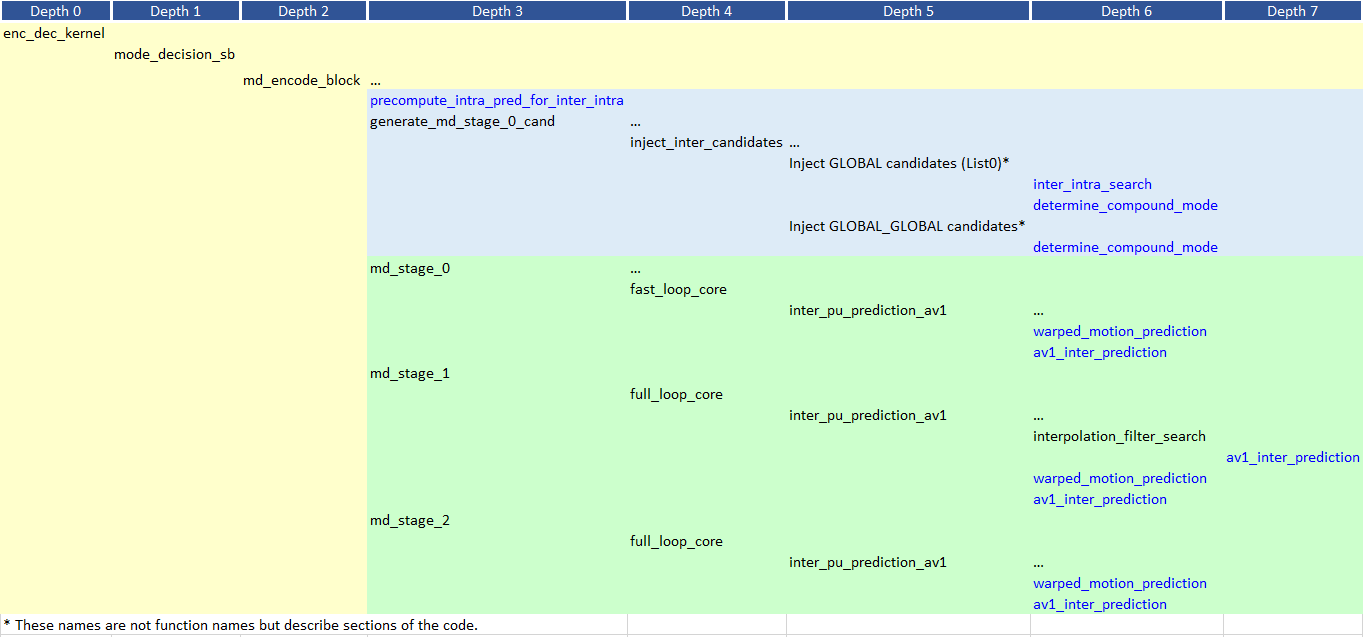 Depth 0 Depth 1 Depth 2 Depth 3 Depth 4 Depth 5 Depth 6 Depth 7
enc_dec_kernel
mode_decision_sb
md_encode_block ...
precompute_intra_pred_for_inter_intra
generate_md_stage_0_cand ...
inject_inter_candidates ...
Inject GLOBAL candidates (List0)*
inter_intra_search
determine_compound_mode
Inject GLOBAL_GLOBAL candidates*
determine_compound_mode
md_stage_0 ...
fast_loop_core
inter_pu_prediction_av1 ...
warped_motion_prediction
av1_inter_prediction
md_stage_1
full_loop_core
inter_pu_prediction_av1 ...
interpolation_filter_search
av1_inter_prediction
warped_motion_prediction
av1_inter_prediction
md_stage_2
full_loop_core
inter_pu_prediction_av1 ...
warped_motion_prediction
av1_inter_prediction
* These names are not function names but describe sections of the code.